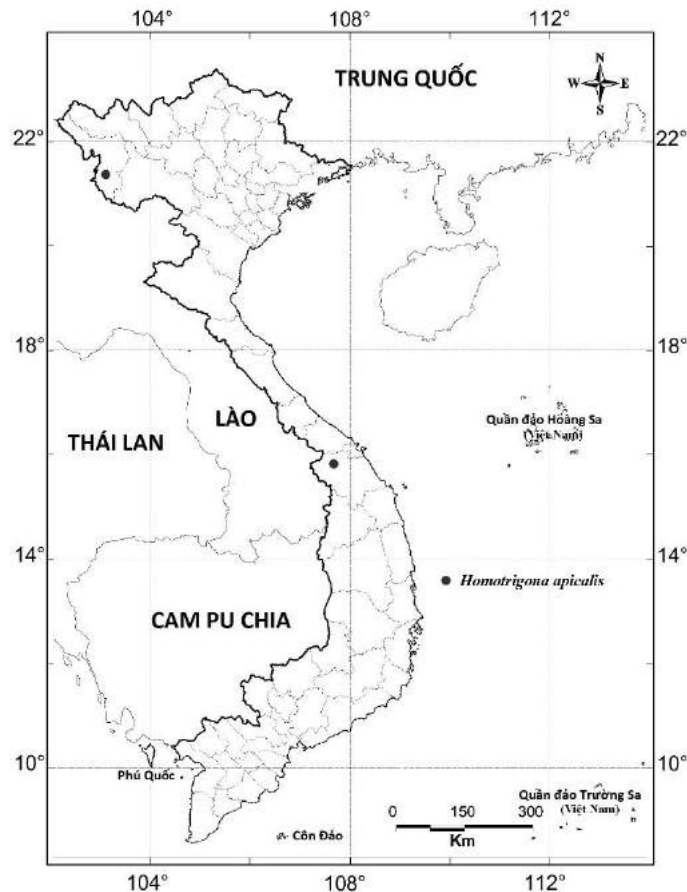 104° 108° 112°
TRUNG QUỐC
N
W E
S
22° 22°
18° 18°
LÀO
Quần đảo Hoàng Sa
(Việt Nam)
THÁI LAN
14° 14°
Homotrigona apicalis
CAM PU CHIA
10° 10°
Phú Quốc
Quần đảo Trường Sa
(Việt Nam)
0 150 300
Km
Côn Đảo
104° 108° 112°